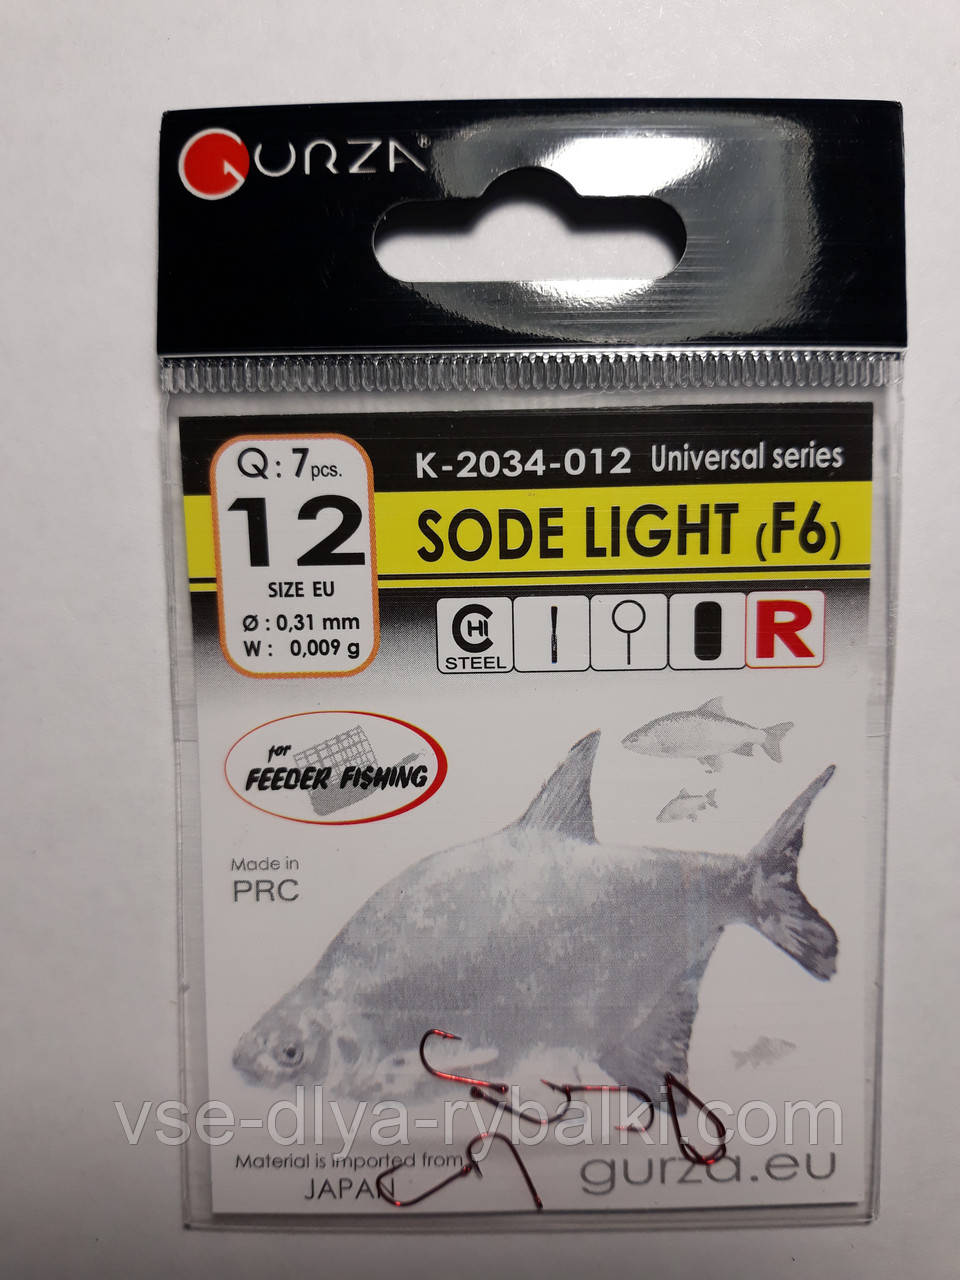 GURZA®
Q: 7 pcs.
12
SIZE EU
Ø : 0,31 mm
W : 0,009 g
K-2034-012 Universal series
SODE LIGHT (F6)
C HI STEEL
R
for
FEEDER FISHING
Made in
PRC
vse-dlya-rybalki.com
Material is imported from
JAPAN
gurza.eu